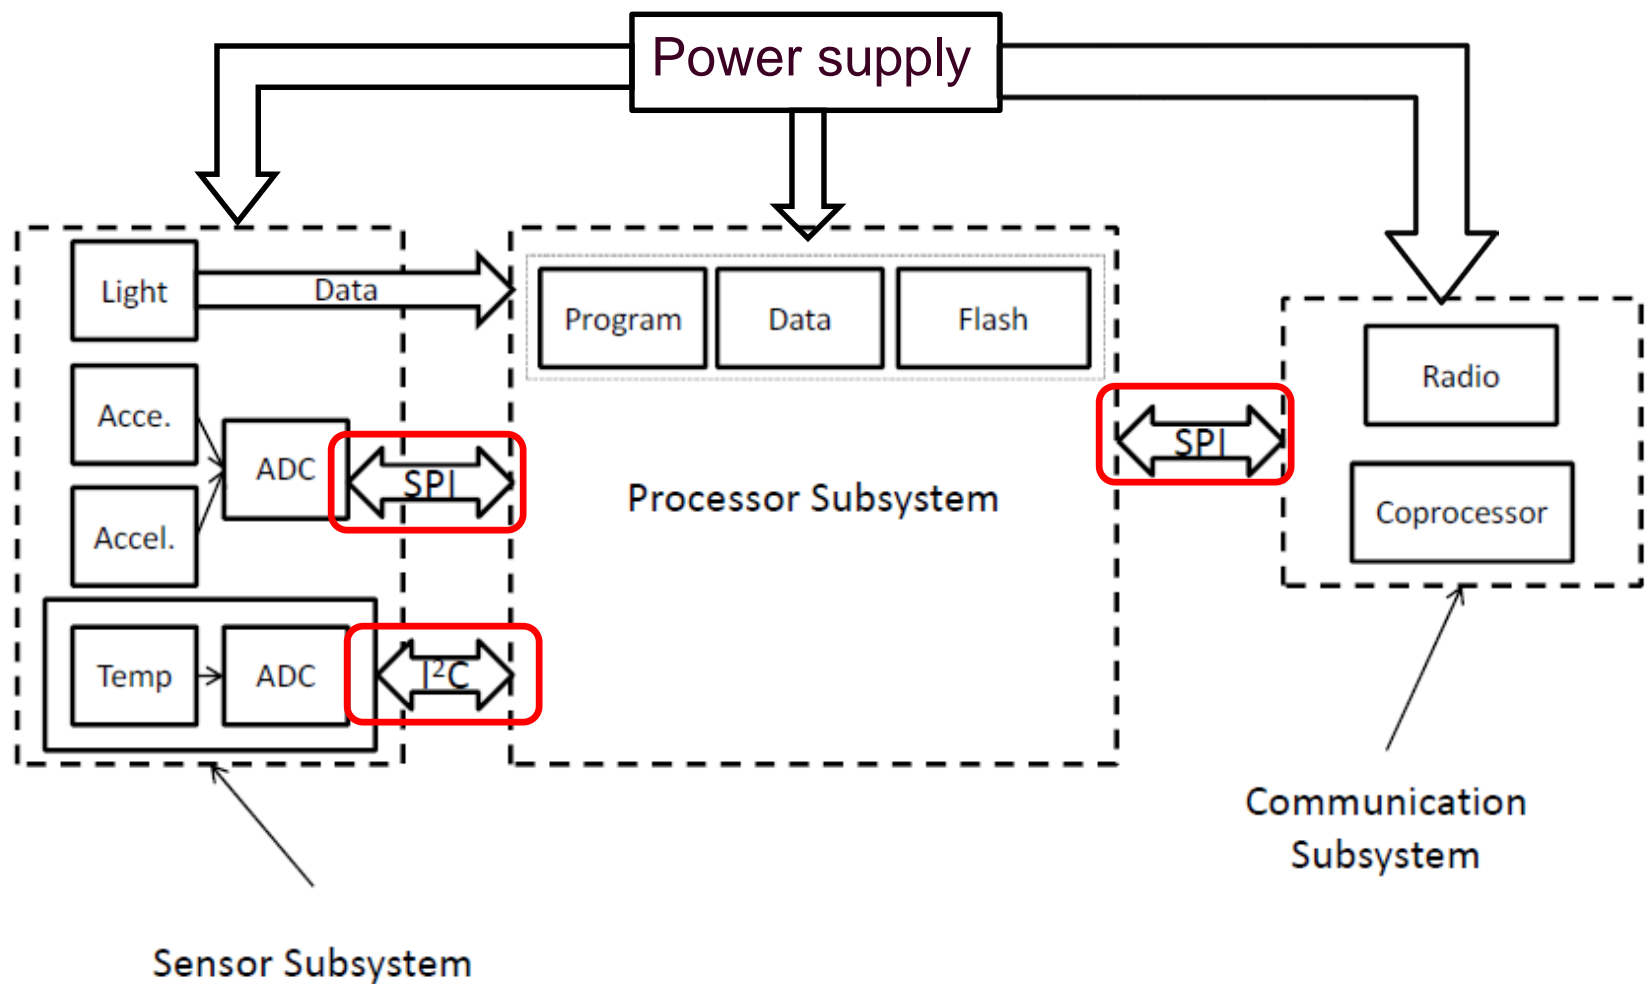 Power supply
Light
Data
Program
Data
Flash
Radio
Acce.
ADC
SPI
SPI
Processor Subsystem
Coprocessor
Accel.
Temp
ADC
I²C
Communication
Subsystem
Sensor Subsystem